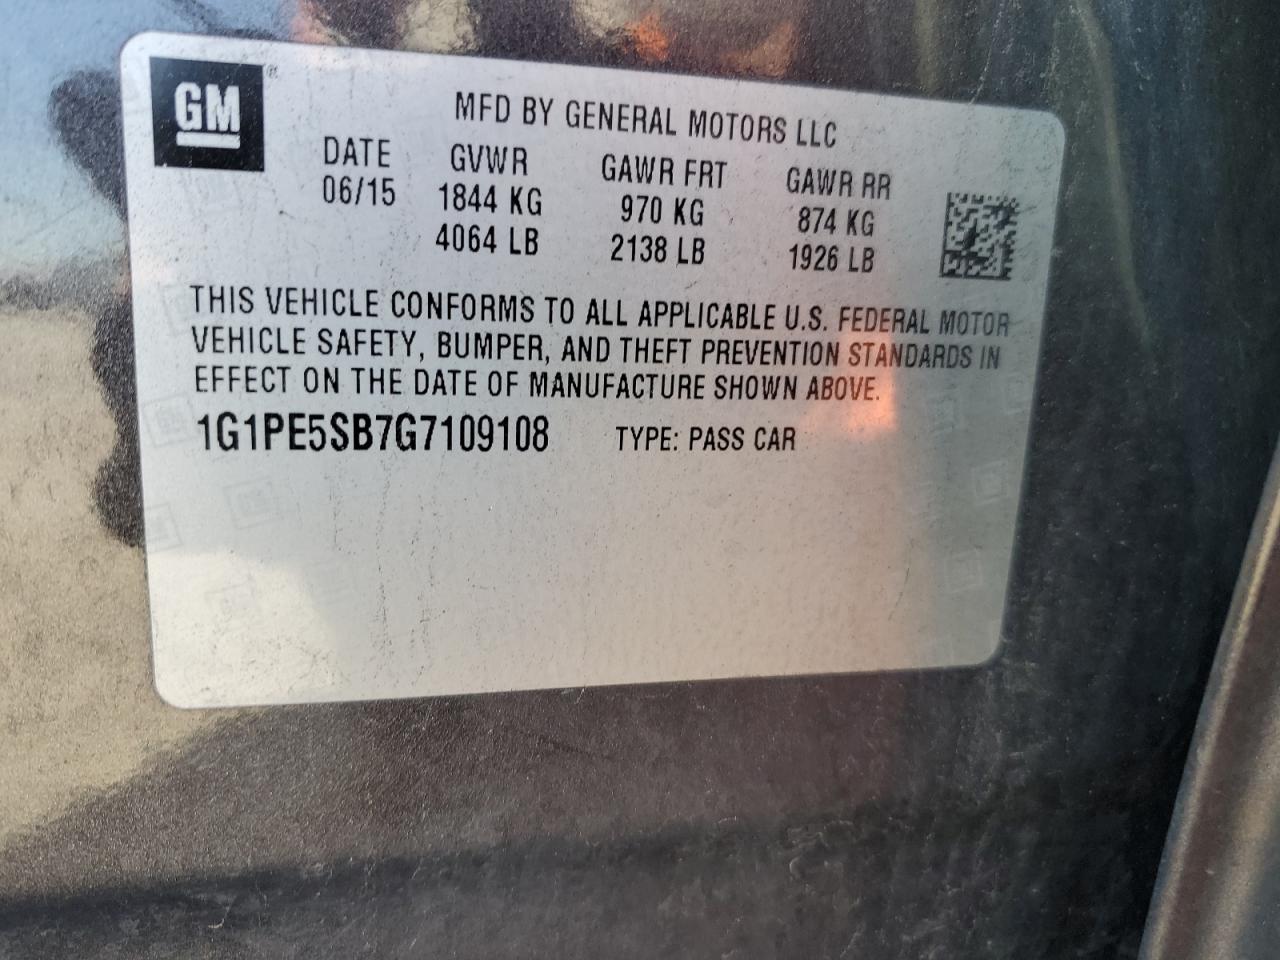 GM
MFD BY GENERAL MOTORS LLC
DATE GVWR GAWR FRT GAWR RR
06/15 1844 KG 970 KG 874 KG
4064 LB 2138 LB 1926 LB
THIS VEHICLE CONFORMS TO ALL APPLICABLE U.S. FEDERAL MOTOR
VEHICLE SAFETY, BUMPER, AND THEFT PREVENTION STANDARDS IN
EFFECT ON THE DATE OF MANUFACTURE SHOWN ABOVE.
1G1PE5SB7G7109108 TYPE: PASS CAR